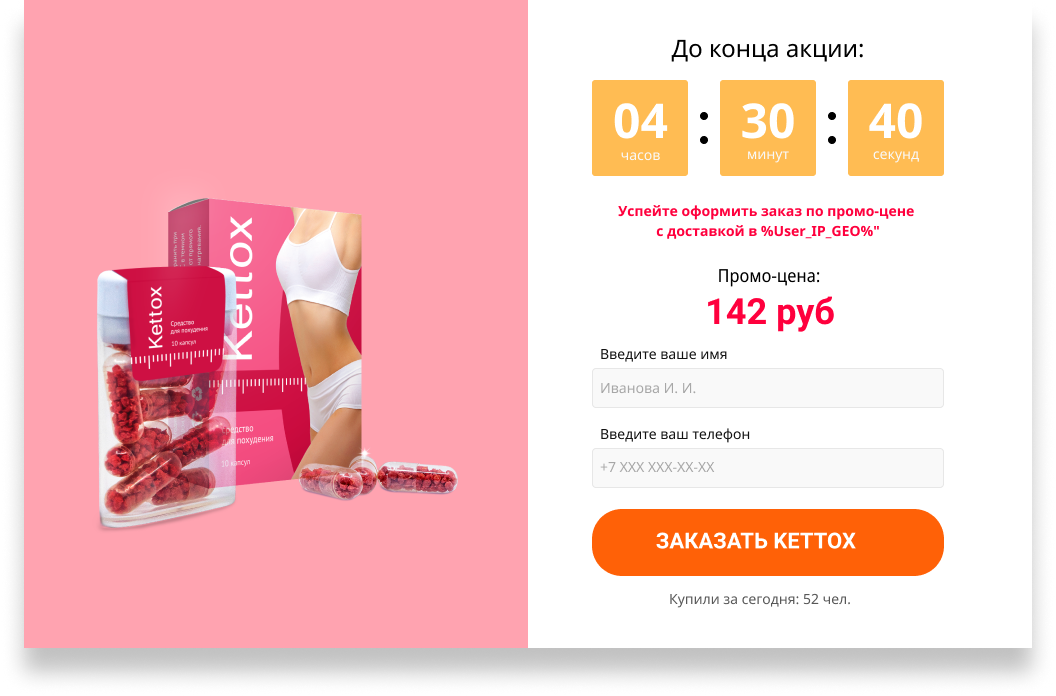 До конца акции:
04 : 30 : 40
часов минут секунд
Успейте оформить заказ по промо-цене
с доставкой в %User_IP_GEO%"
Промо-цена:
142 руб
Введите ваше имя
Иванова И. И.
Введите ваш телефон
+7 XXX XXX-XX-XX
ЗАКАЗАТЬ KETTOX
Купили за сегодня: 52 чел.
Kettox
Средство
для похудения
10 капсул
Kettox
Средство
для похудения
10 капсул